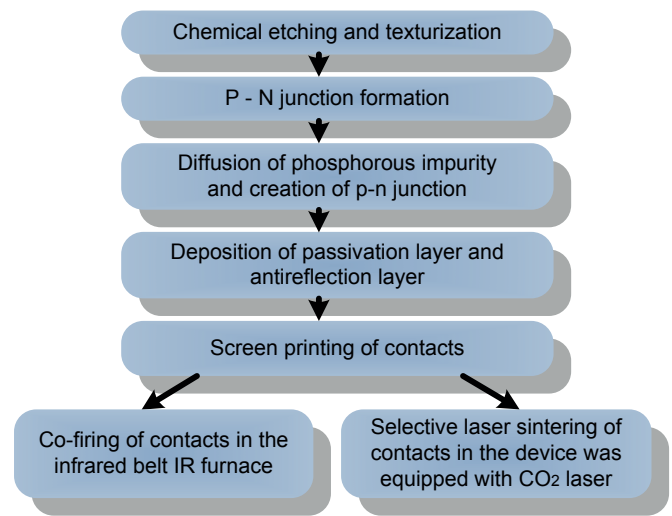 Chemical etching and texturization
P - N junction formation
Diffusion of phosphorous impurity
and creation of p-n junction
Deposition of passivation layer and
antireflection layer
Screen printing of contacts
Co-firing of contacts in the
infrared belt IR furnace
Selective laser sintering of
contacts in the device was
equipped with CO2 laser